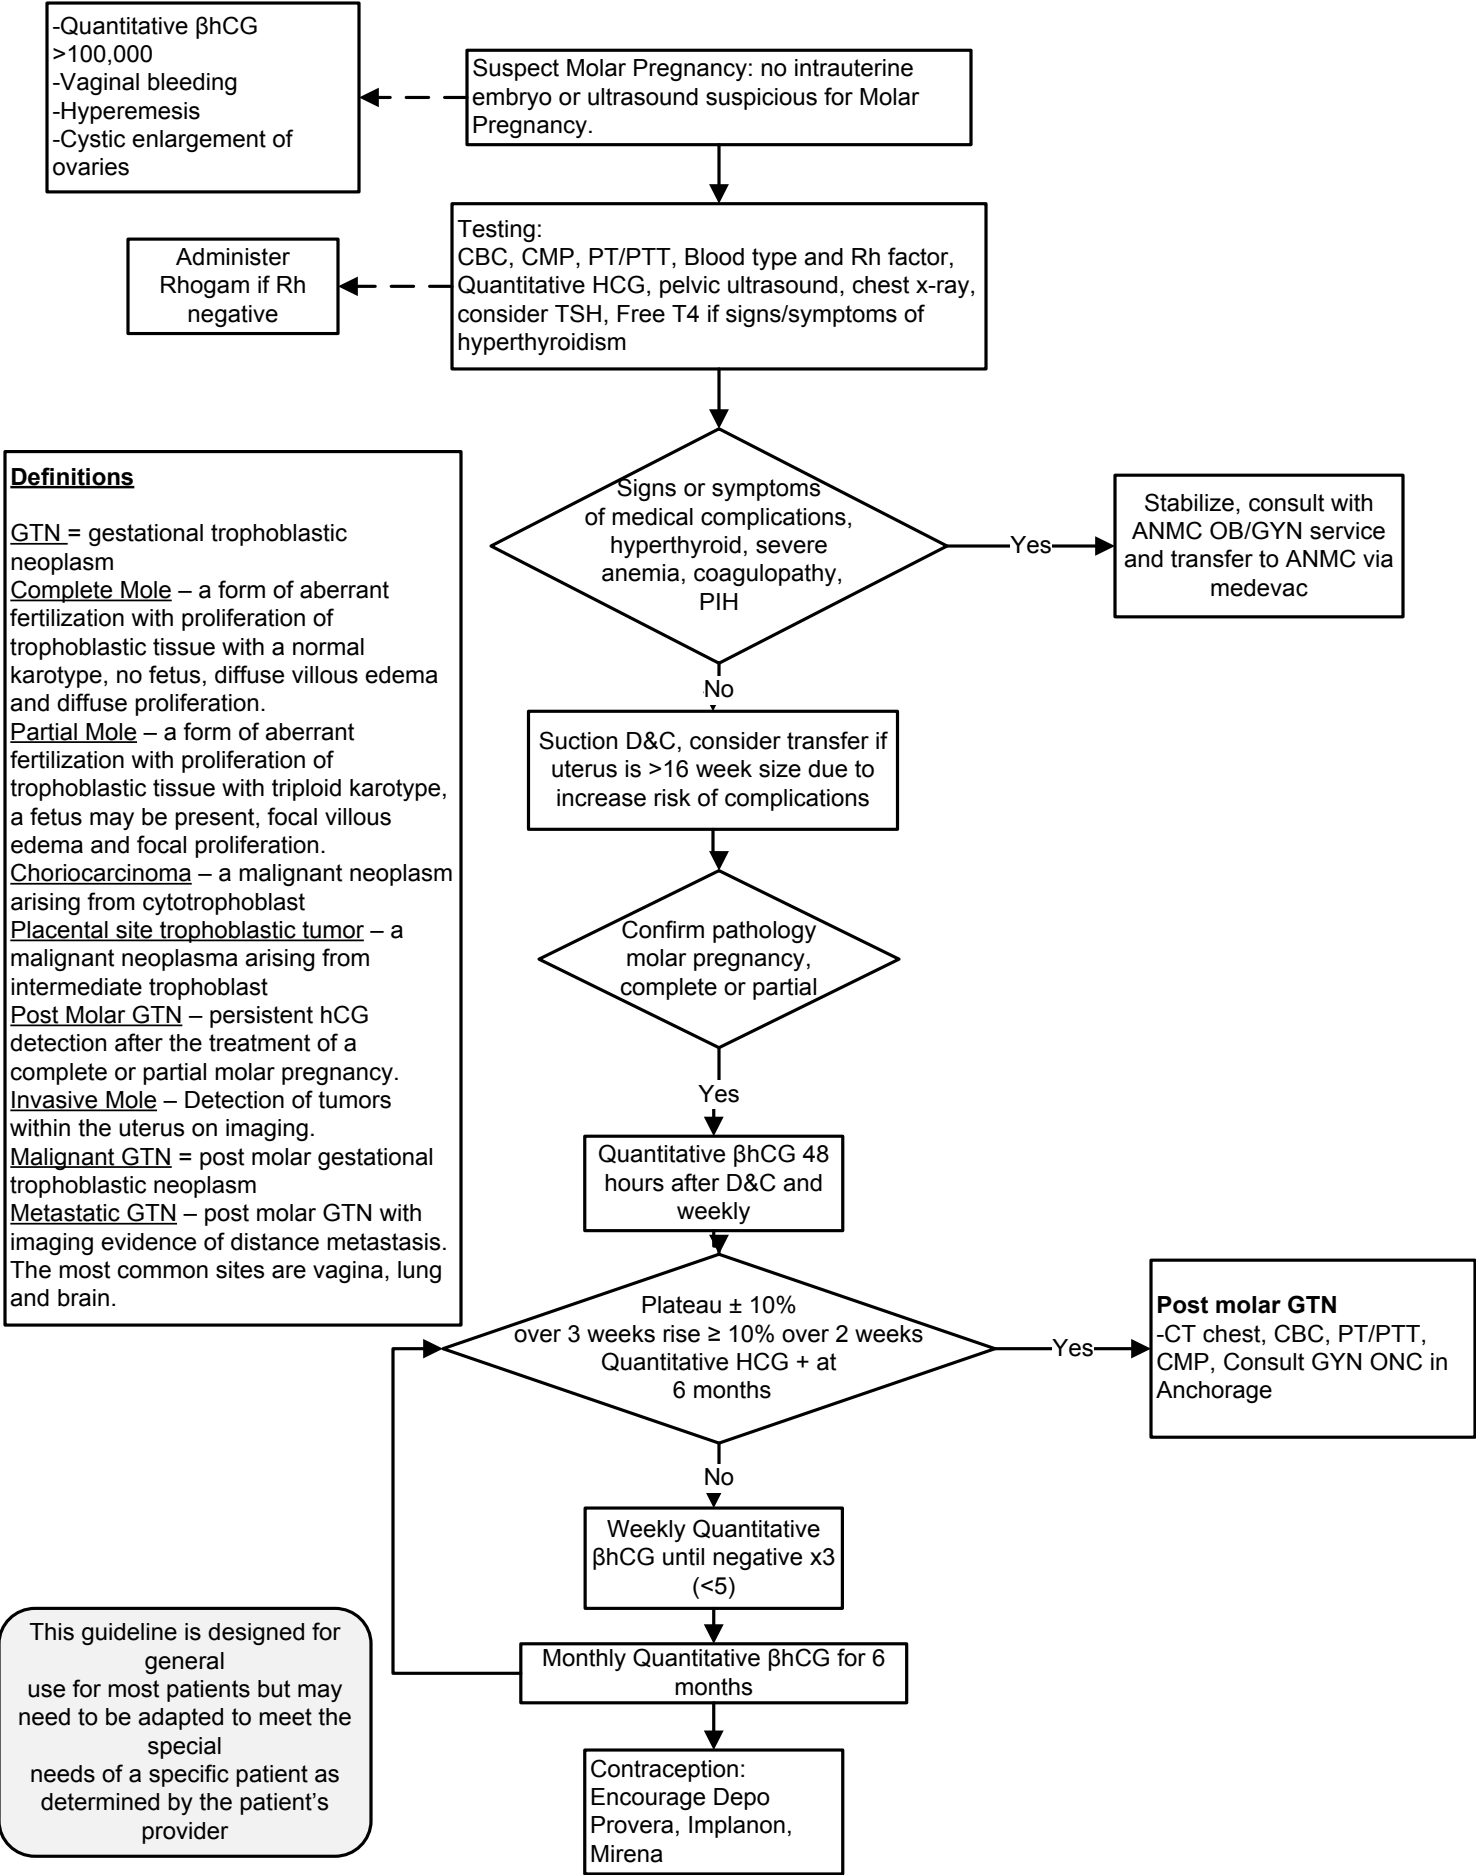 -Quantitative βhCG
>100,000
-Vaginal bleeding
-Hyperemesis
-Cystic enlargement of
ovaries
Suspect Molar Pregnancy: no intrauterine
embryo or ultrasound suspicious for Molar
Pregnancy.
Administer
Rhogam if Rh
negative
Testing:
CBC, CMP, PT/PTT, Blood type and Rh factor,
Quantitative HCG, pelvic ultrasound, chest x-ray,
consider TSH, Free T4 if signs/symptoms of
hyperthyroidism
Signs or symptoms
of medical complications,
hyperthyroid, severe
anemia, coagulopathy,
PIH
Yes
Stabilize, consult with
ANMC OB/GYN service
and transfer to ANMC via
medevac
No
Definitions
GTN = gestational trophoblastic
neoplasm
Complete Mole – a form of aberrant
fertilization with proliferation of
trophoblastic tissue with a normal
karotype, no fetus, diffuse villous edema
and diffuse proliferation.
Partial Mole – a form of aberrant
fertilization with proliferation of
trophoblastic tissue with triploid karotype,
a fetus may be present, focal villous
edema and focal proliferation.
Choriocarcinoma – a malignant neoplasm
arising from cytotrophoblast
Placental site trophoblastic tumor – a
malignant neoplasma arising from
intermediate trophoblast
Post Molar GTN – persistent hCG
detection after the treatment of a
complete or partial molar pregnancy.
Invasive Mole – Detection of tumors
within the uterus on imaging.
Malignant GTN = post molar gestational
trophoblastic neoplasm
Metastatic GTN – post molar GTN with
imaging evidence of distance metastasis.
The most common sites are vagina, lung
and brain.
Suction D&C, consider transfer if
uterus is >16 week size due to
increase risk of complications
Confirm pathology
molar pregnancy,
complete or partial
Yes
Quantitative βhCG 48
hours after D&C and
weekly
Plateau ± 10%
over 3 weeks rise ≥ 10% over 2 weeks
Quantitative HCG + at
6 months
Yes
Post molar GTN
-CT chest, CBC, PT/PTT,
CMP, Consult GYN ONC in
Anchorage
No
Weekly Quantitative
βhCG until negative x3
(<5)
Monthly Quantitative βhCG for 6
months
Contraception:
Encourage Depo
Provera, Implanon,
Mirena
This guideline is designed for
general
use for most patients but may
need to be adapted to meet the
special
needs of a specific patient as
determined by the patient's
provider